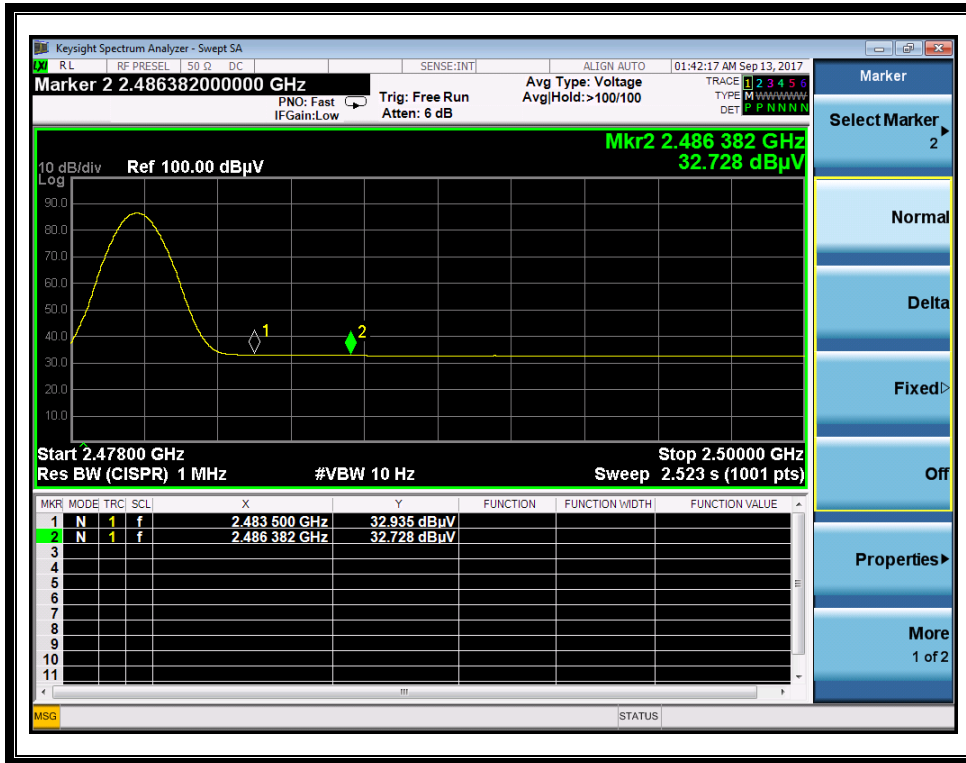 Keysight Spectrum Analyzer - Swept SA
LXI RL RF PRESEL 50 Ω DC SENSE:INT ALIGN AUTO 01:42:17 AM Sep 13, 2017
Marker 2 2.486382000000 GHz
PNO: Fast
IFGain:Low
Trig: Free Run
Atten: 6 dB
Avg Type: Voltage
Avg|Hold:>100/100
TRACE 1 2 3 4 5 6
TYPE M WWWWW
DET P P N N N N
Mkr2 2.486 382 GHz
32.728 dBµV
10 dB/div Ref 100.00 dBµV
Log
90.0
80.0
70.0
60.0
50.0
40.0
30.0
20.0
10.0
1
2
Start 2.47800 GHz Stop 2.50000 GHz
Res BW (CISPR) 1 MHz #VBW 10 Hz Sweep 2.523 s (1001 pts)
MKR MODE TRC SCL X Y FUNCTION FUNCTION WIDTH FUNCTION VALUE
1 N 1 f 2.483 500 GHz 32.935 dBµV
2 N 1 f 2.486 382 GHz 32.728 dBµV
3
4
5
6
7
8
9
10
11
MSG STATUS
Marker
Select Marker
2
Normal
Delta
Fixed
Off
Properties
More
1 of 2